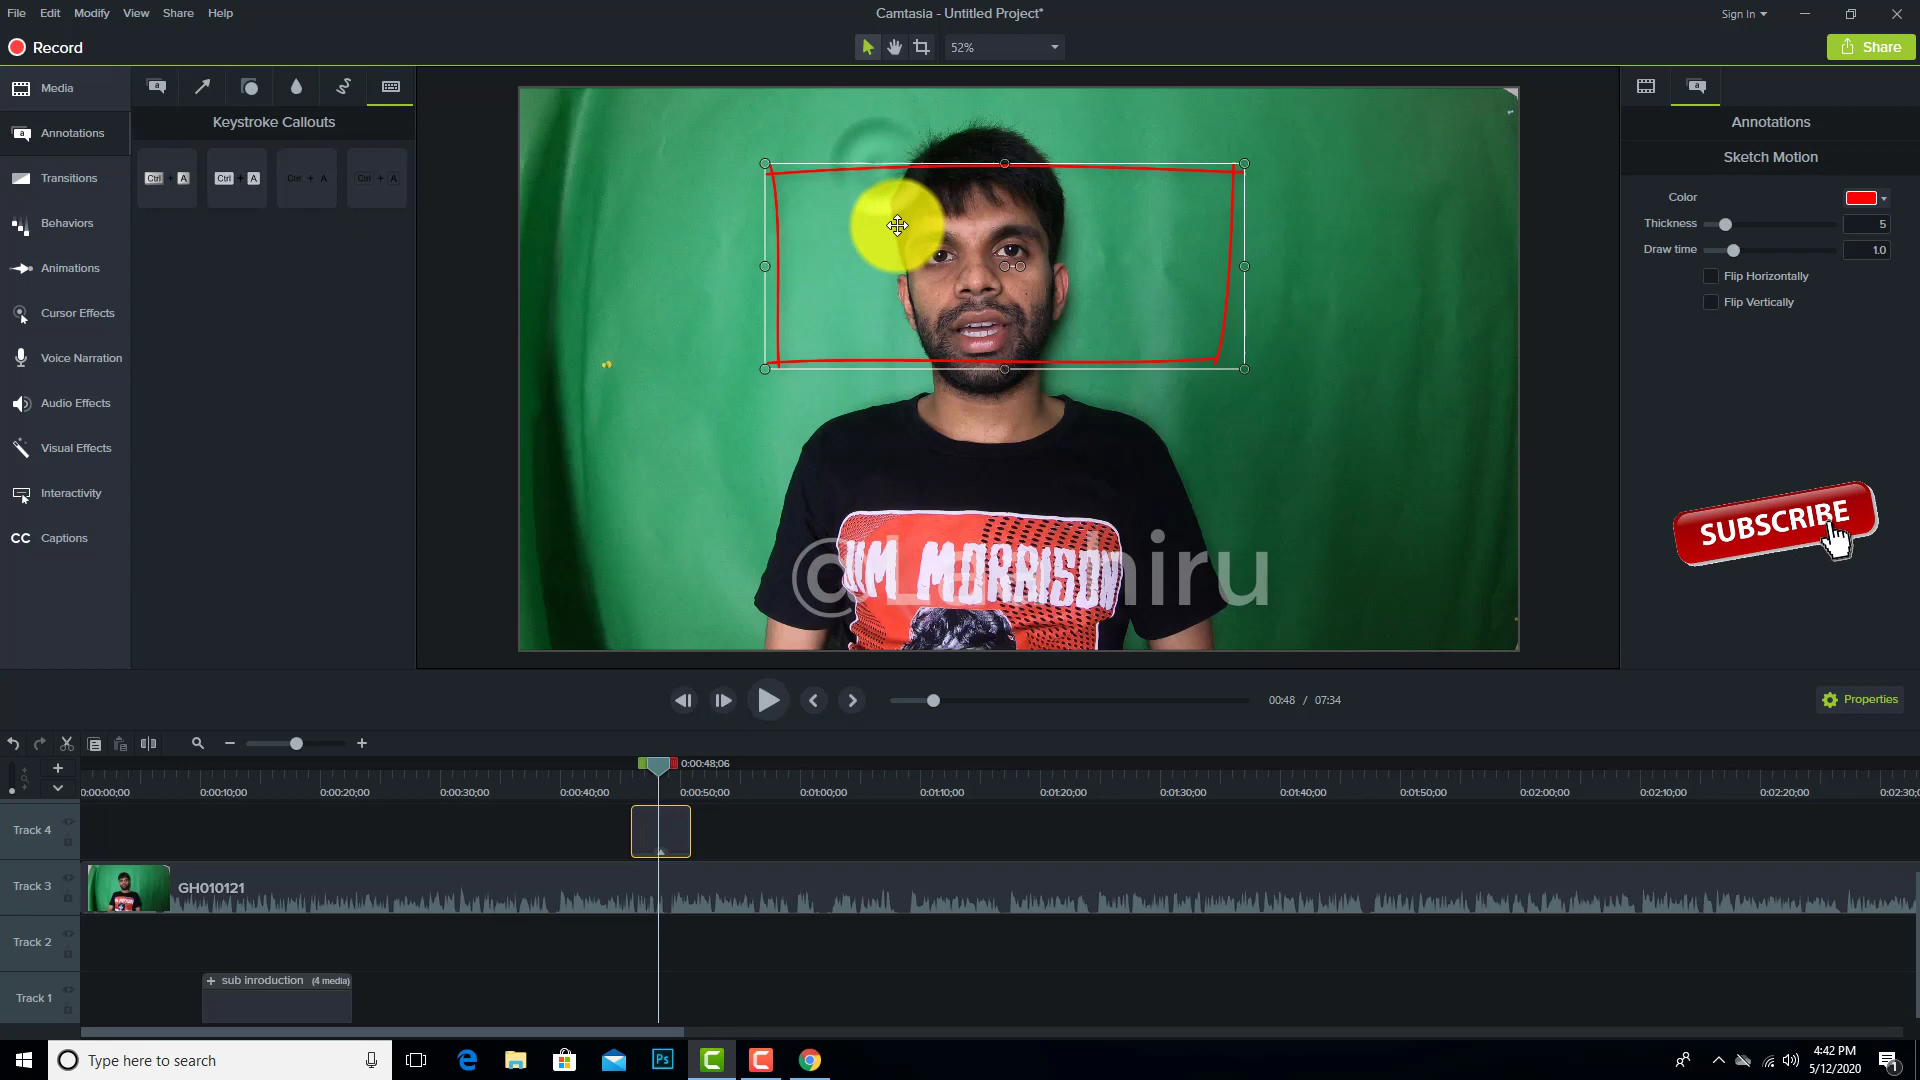 File Edit Modify View Share Help
Camtasia - Untitled Project*
Sign In
Record
52%
Share
Media
Annotations
Transitions
Behaviors
Animations
Cursor Effects
Voice Narration
Audio Effects
Visual Effects
Interactivity
CC Captions
a
Keystroke Callouts
Ctrl + A
Ctrl + A
Ctrl + A
Ctrl + A
JIM MORRISON
Annotations
Sketch Motion
Color
Thickness 5
Draw time 1.0
Flip Horizontally
Flip Vertically
SUBSCRIBE
00:48 / 07:34
Properties
0:00:48;06
0:00:00;00 0:00:10;00 0:00:20;00 0:00:30;00 0:00:40;00 0:00:50;00 0:01:00;00 0:01:10;00 0:01:20;00 0:01:30;00 0:01:40;00 0:01:50;00 0:02:00;00 0:02:10;00 0:02:20;00
Track 4
Track 3
GH010121
Track 2
Track 1
+ sub inroduction (4 media)
Type here to search
Ps
4:42 PM
5/12/2020
1